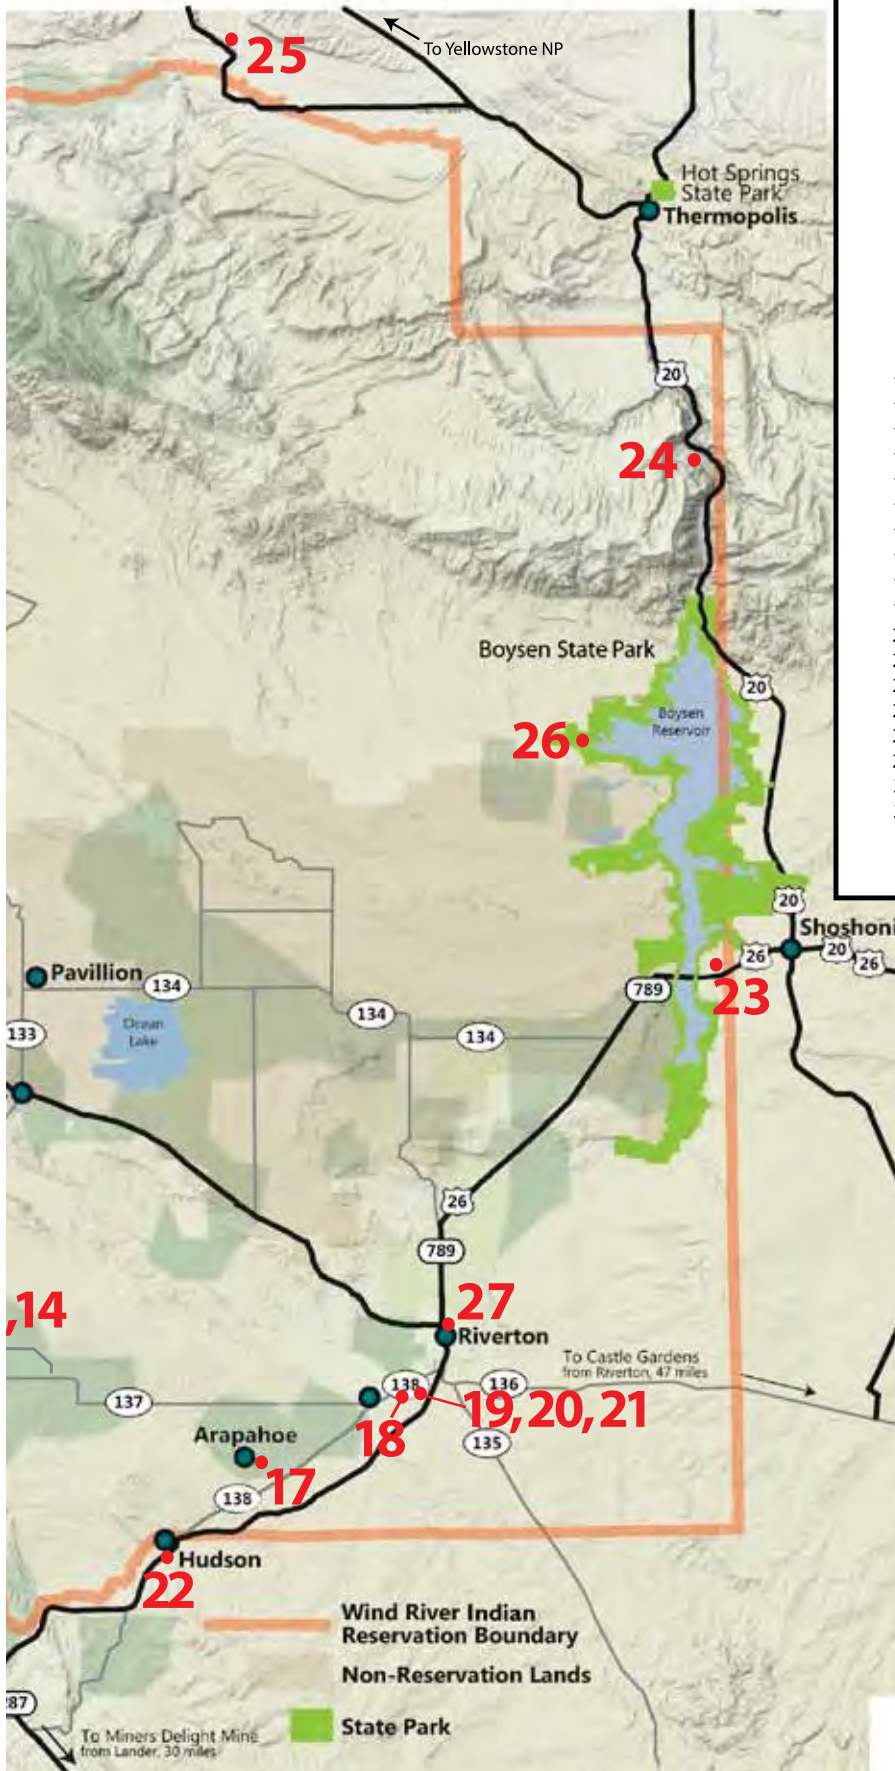 25
To Yellowstone NP
Hot Springs
State Park
Thermopolis
20
24
Boysen State Park
20
Boysen
Reservoir
26
20
Shoshoni
26
20
26
Pavillion
134
789
23
134
Ocean
Lake
133
134
26
789
,14
27
Riverton
To Castle Gardens
from Riverton, 47 miles
138
136
137
19, 20, 21
18
Arapahoe
135
17
138
Hudson
22
Wind River Indian
Reservation Boundary
Non-Reservation Lands
287
State Park
To Miners Delight Mine
from Lander, 30 miles